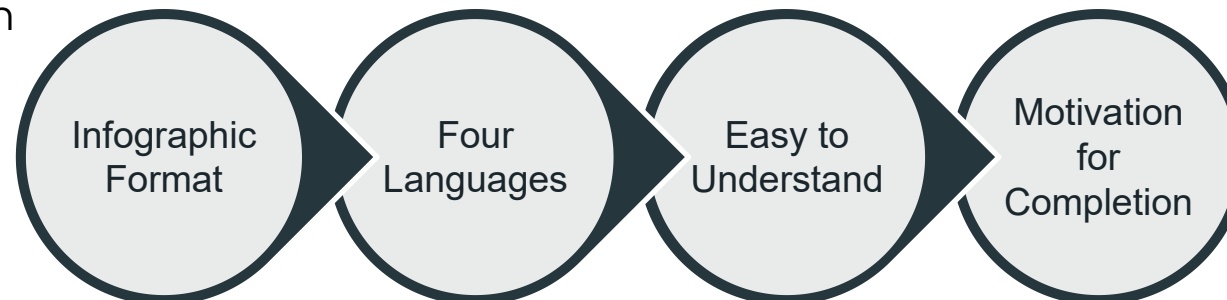 Infographic
Format
Four
Languages
Easy to
Understand
Motivation
for
Completion